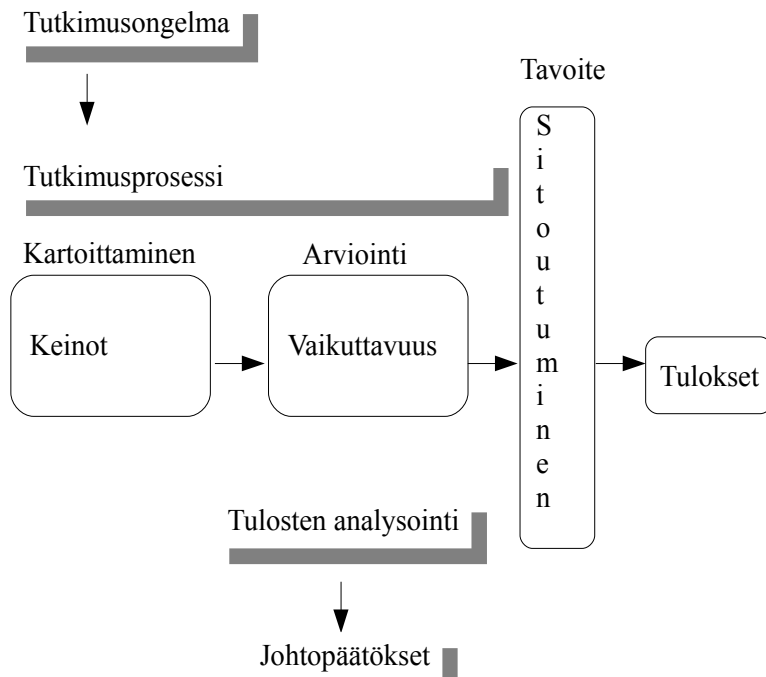 Tutkimusongelma
Tavoite
Tutkimusprosessi
Kartoittaminen
Arviointi
Keinot
Vaikuttavuus
Sitoutuminen
Tulokset
Tulosten analysointi
Johtopäätökset